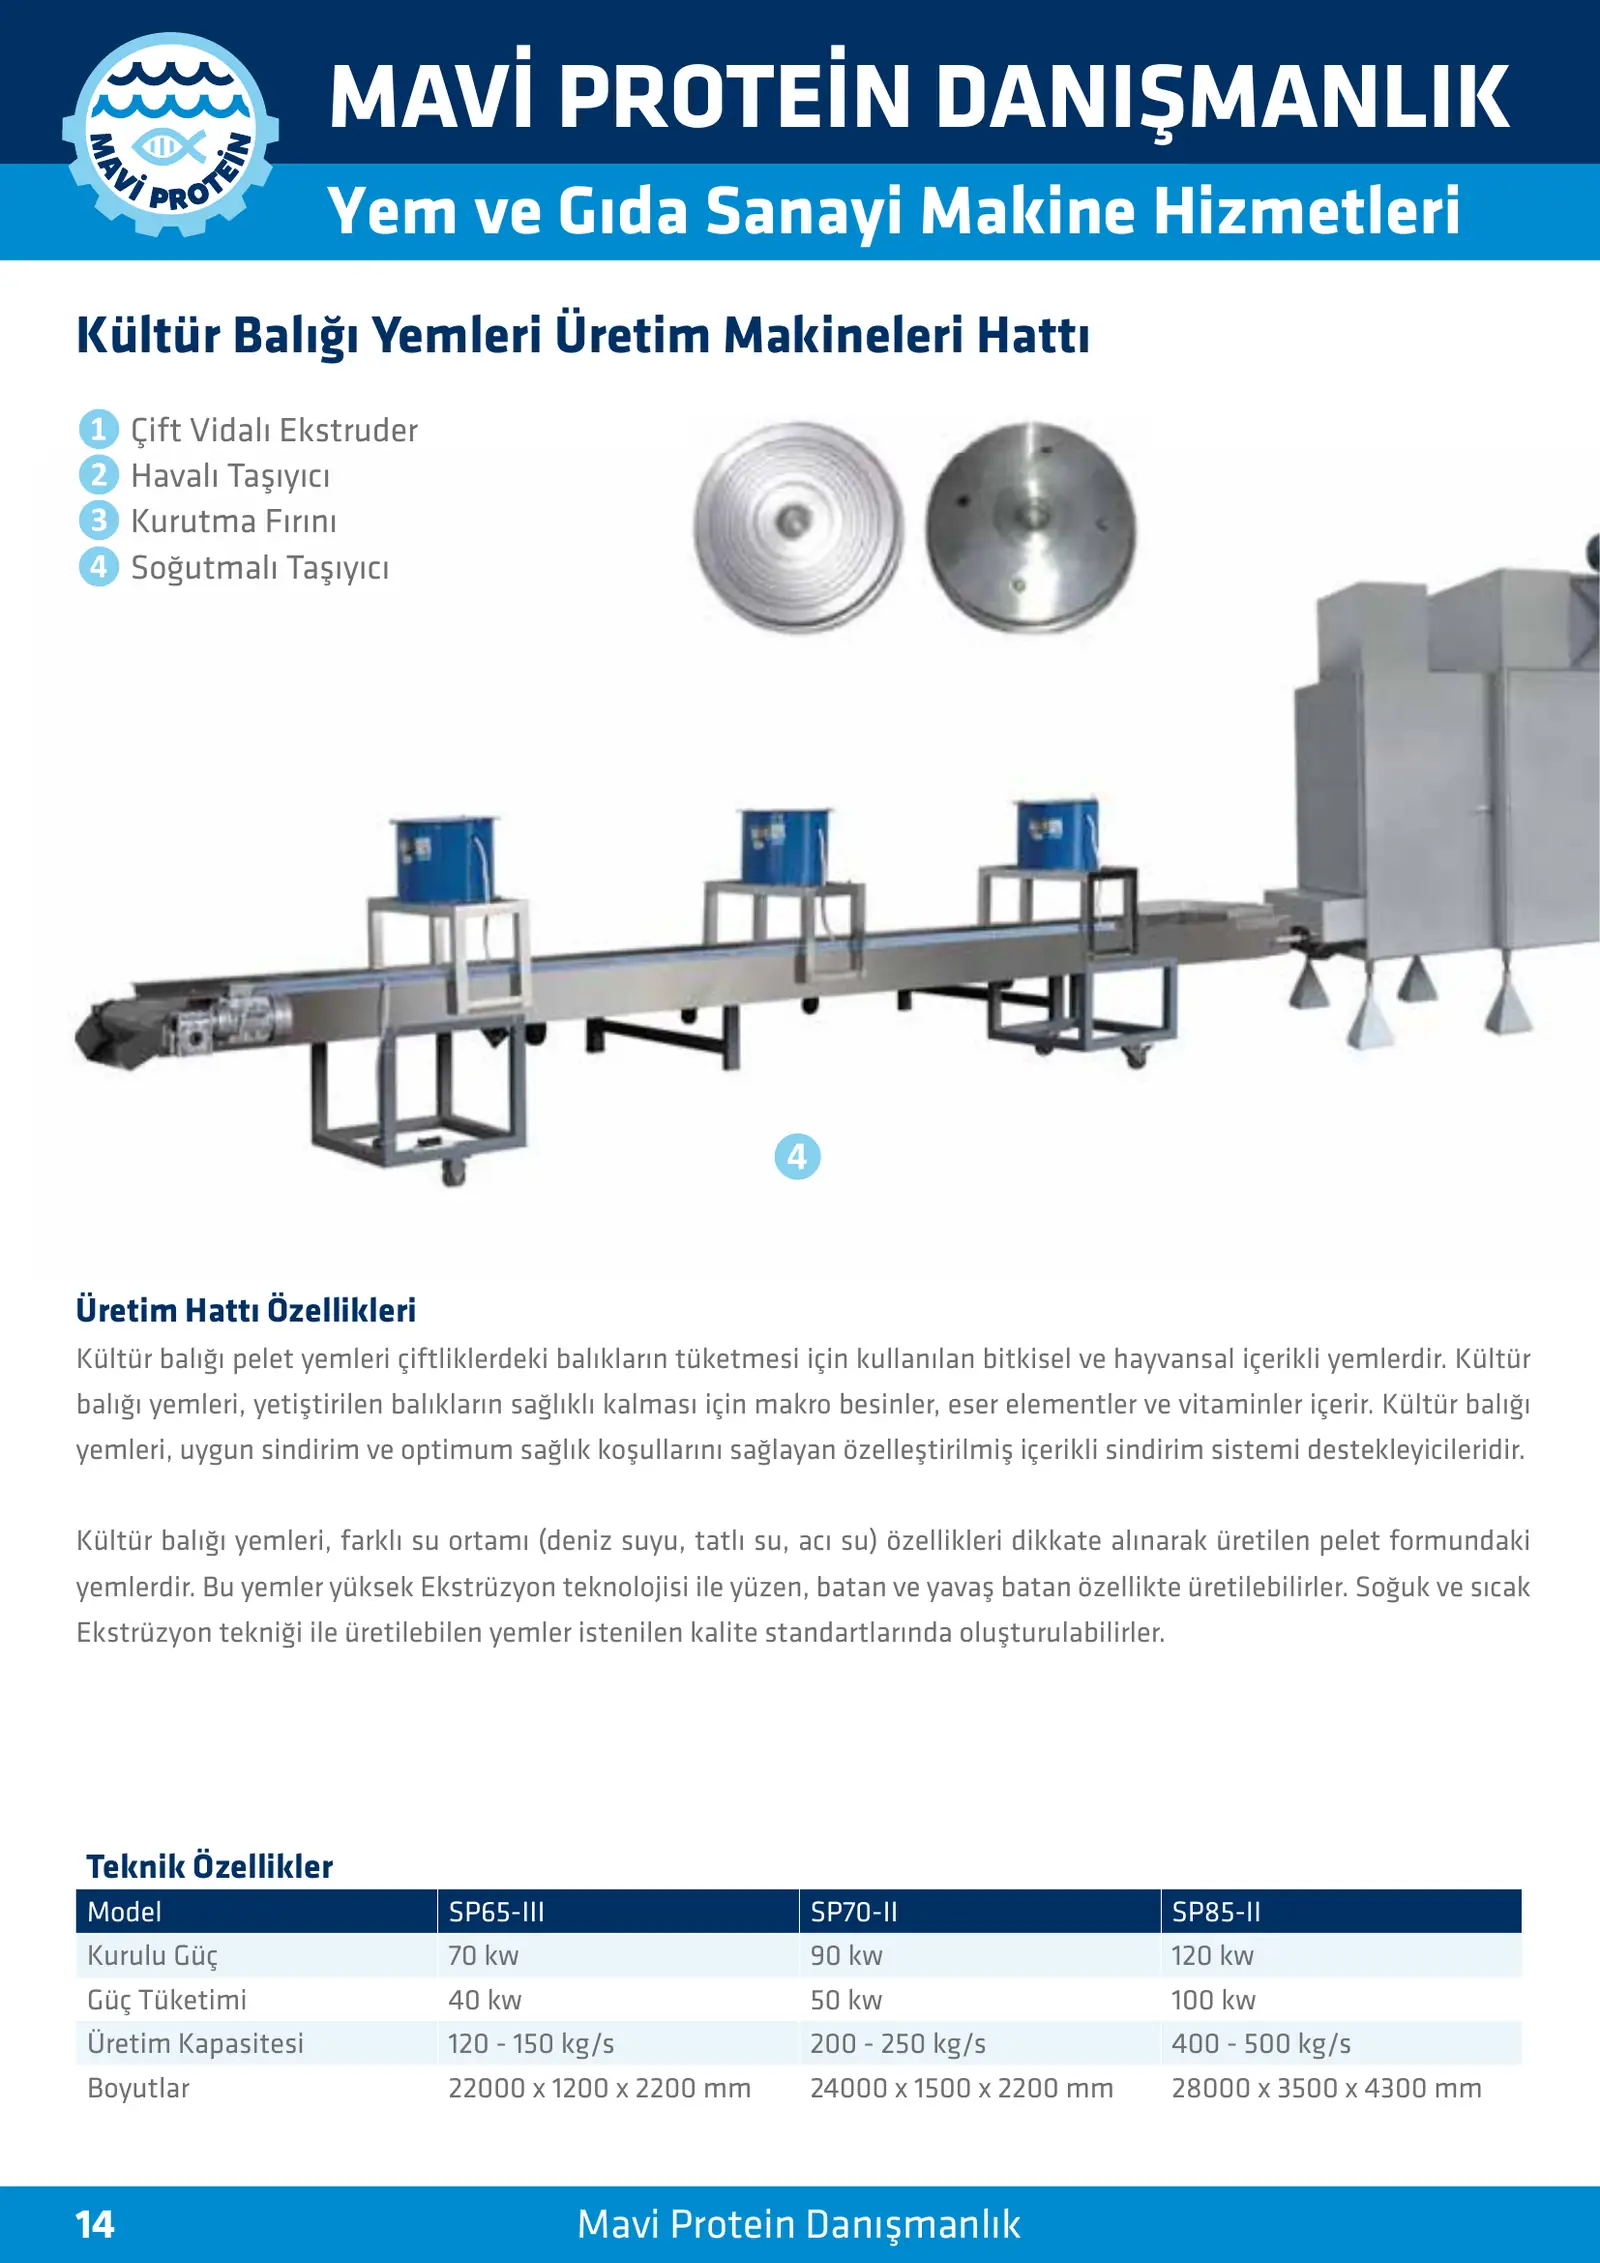 MAVİ PROTEİN
MAVİ PROTEİN DANIŞMANLIK
Yem ve Gıda Sanayi Makine Hizmetleri
Kültür Balığı Yemleri Üretim Makineleri Hattı
1 Çift Vidalı Ekstruder
2 Havalı Taşıyıcı
3 Kurutma Fırını
4 Soğutmalı Taşıyıcı
4
Üretim Hattı Özellikleri
Kültür balığı pelet yemleri çiftliklerdeki balıkların tüketmesi için kullanılan bitkisel ve hayvansal içerikli yemlerdir. Kültür
balığı yemleri, yetiştirilen balıkların sağlıklı kalması için makro besinler, eser elementler ve vitaminler içerir. Kültür balığı
yemleri, uygun sindirim ve optimum sağlık koşullarını sağlayan özelleştirilmiş içerikli sindirim sistemi destekleyicileridir.
Kültür balığı yemleri, farklı su ortamı (deniz suyu, tatlı su, acı su) özellikleri dikkate alınarak üretilen pelet formundaki
yemlerdir. Bu yemler yüksek Ekstrüzyon teknolojisi ile yüzen, batan ve yavaş batan özellikte üretilebilirler. Soğuk ve sıcak
Ekstrüzyon tekniği ile üretilebilen yemler istenilen kalite standartlarında oluşturulabilirler.
Teknik Özellikler
Model SP65-III SP70-II SP85-II
Kurulu Güç 70 kw 90 kw 120 kw
Güç Tüketimi 40 kw 50 kw 100 kw
Üretim Kapasitesi 120 - 150 kg/s 200 - 250 kg/s 400 - 500 kg/s
Boyutlar 22000 x 1200 x 2200 mm 24000 x 1500 x 2200 mm 28000 x 3500 x 4300 mm
14 Mavi Protein Danışmanlık